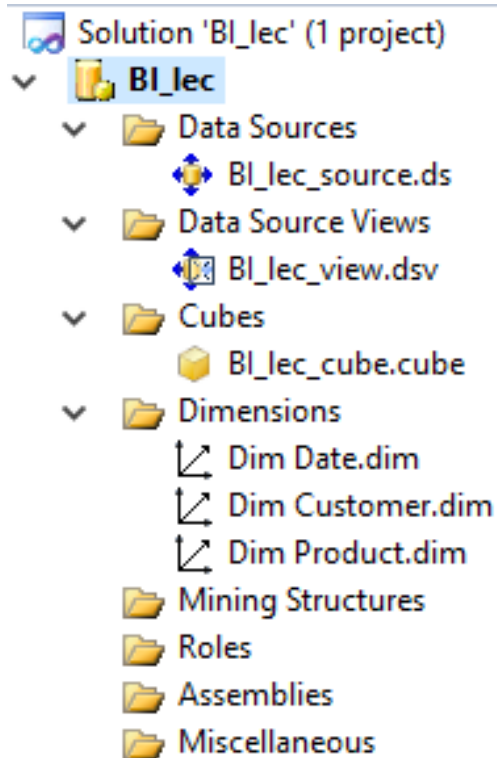 Solution 'BI_lec' (1 project)
BI_lec
Data Sources
BI_lec_source.ds
Data Source Views
BI_lec_view.dsv
Cubes
BI_lec_cube.cube
Dimensions
Dim Date.dim
Dim Customer.dim
Dim Product.dim
Mining Structures
Roles
Assemblies
Miscellaneous